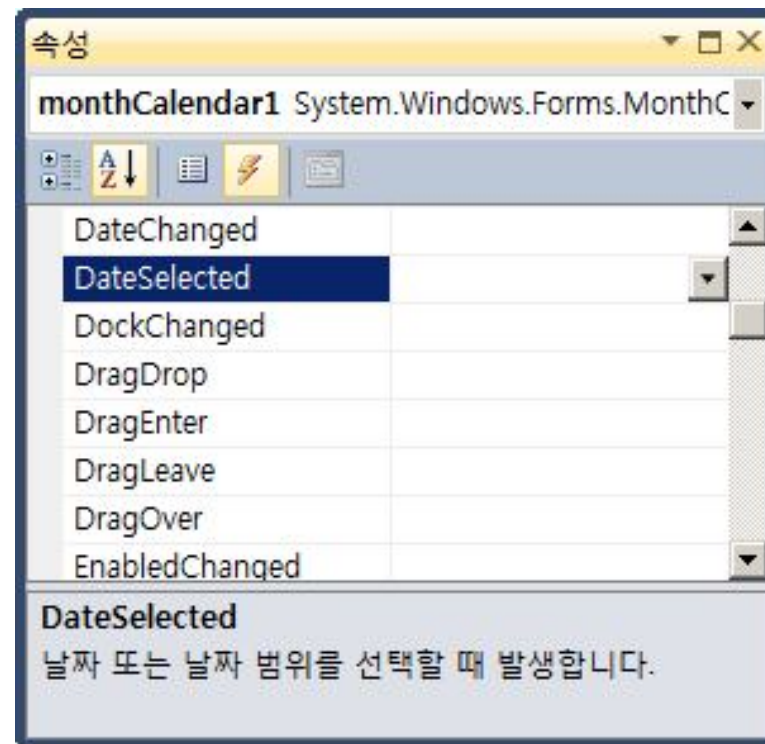 속성
monthCalendar1 System.Windows.Forms.MonthC
DateChanged
DateSelected
DockChanged
DragDrop
DragEnter
DragLeave
DragOver
EnabledChanged
DateSelected
날짜 또는 날짜 범위를 선택할 때 발생합니다.